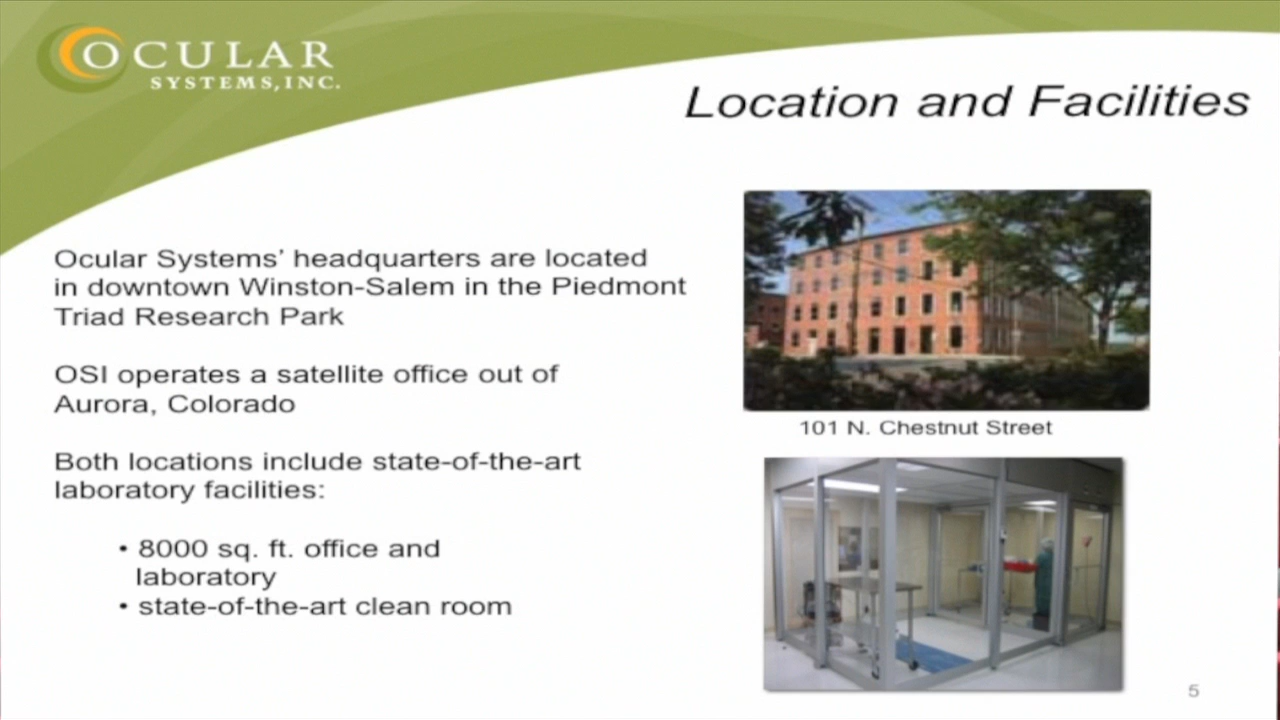 OCULAR
SYSTEMS, INC.
Location and Facilities
Ocular Systems’ headquarters are located
in downtown Winston-Salem in the Piedmont
Triad Research Park
OSI operates a satellite office out of
Aurora, Colorado
Both locations include state-of-the-art
laboratory facilities:
• 8000 sq. ft. office and
laboratory
• state-of-the-art clean room
101 N. Chestnut Street
5